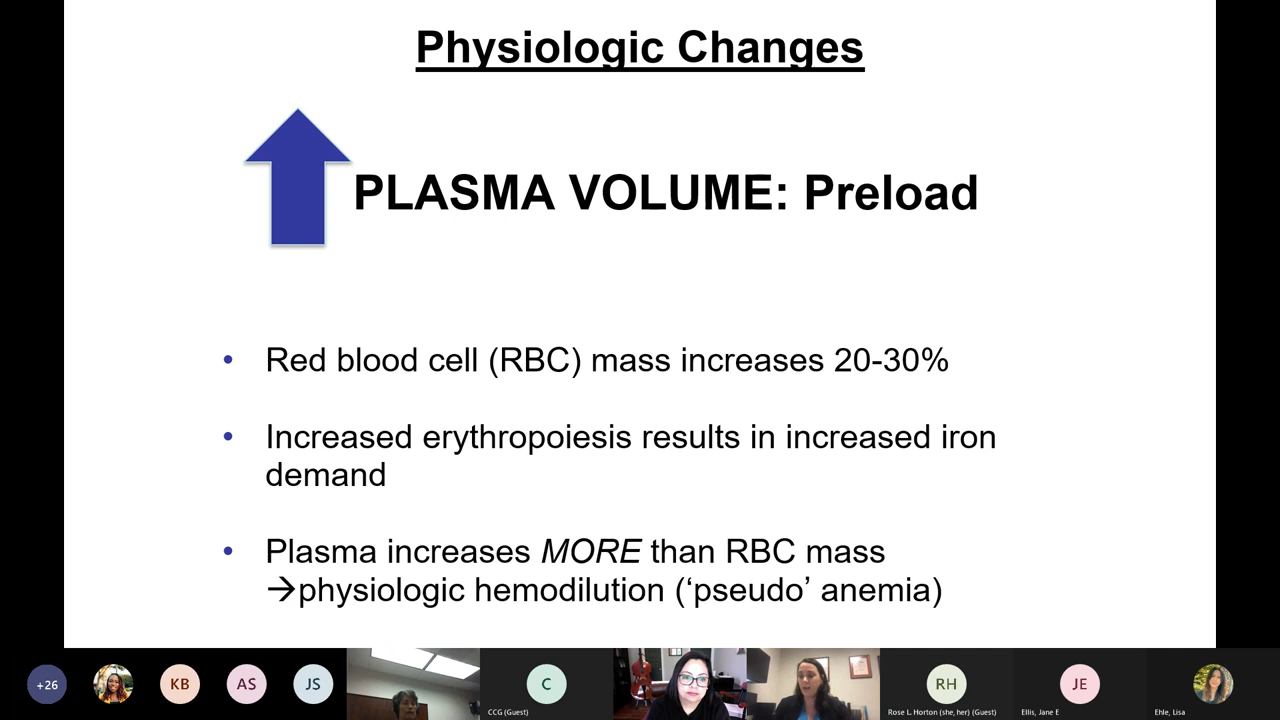 Physiologic Changes
PLASMA VOLUME: Preload
• Red blood cell (RBC) mass increases 20-30%
• Increased erythropoiesis results in increased iron
demand
• Plasma increases MORE than RBC mass
→physiologic hemodilution (‘pseudo’ anemia)
+26
KB
AS
JS
C
CCG (Guest)
RH
Rose L. Horton (she, her) (Guest)
JE
Ellis, Jane E
Ehle, Lisa